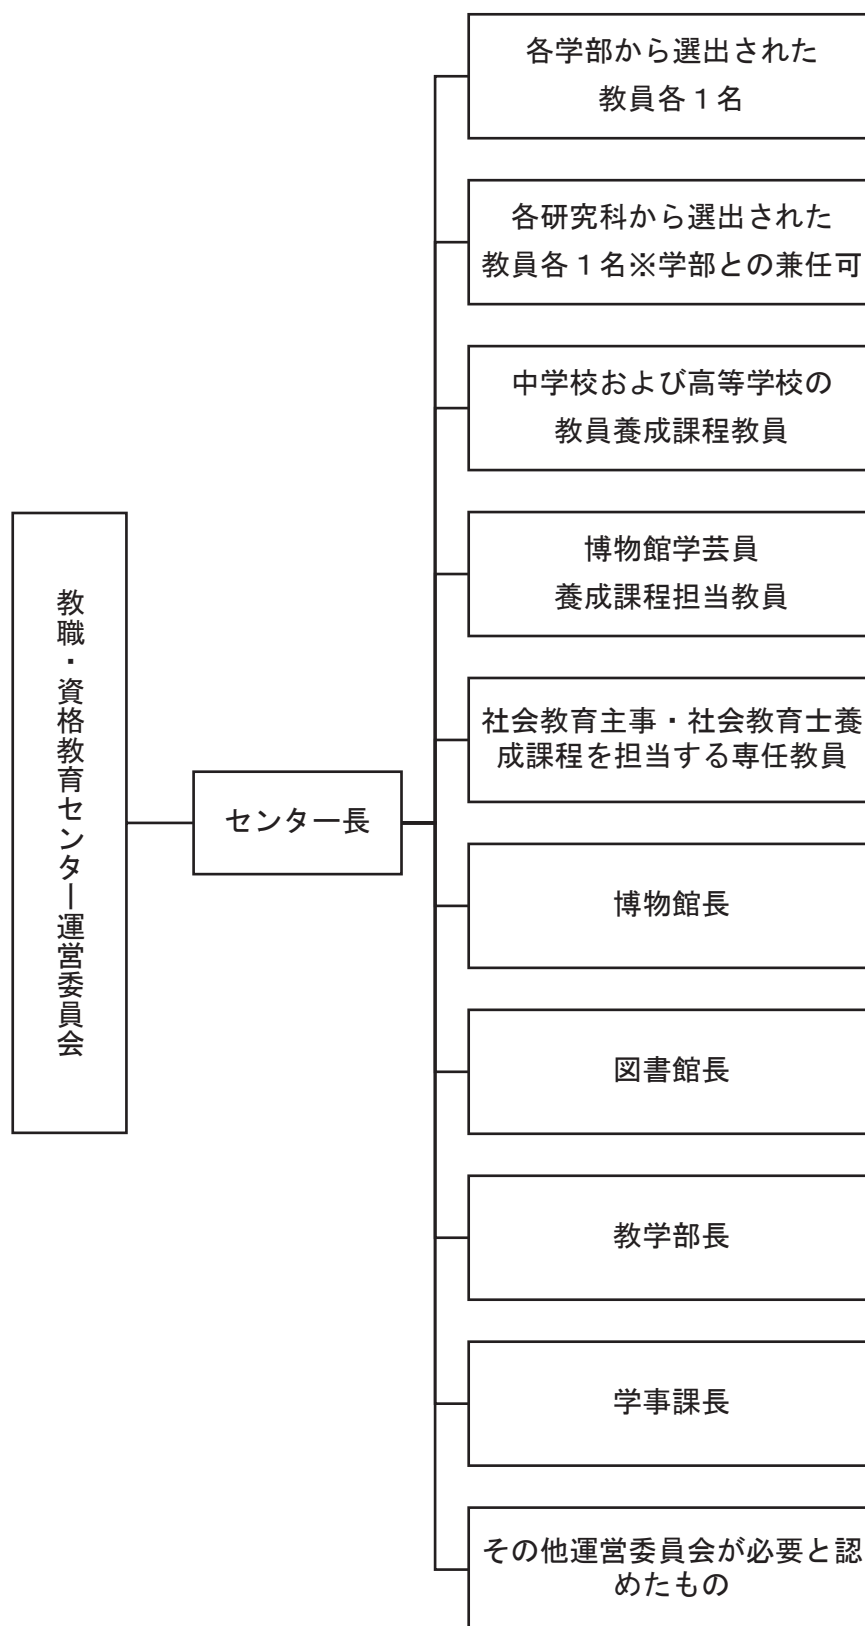 教職・資格教育センター運営委員会
センター長
各学部から選出された
教員各１名
各研究科から選出された
教員各１名※学部との兼任可
中学校および高等学校の
教員養成課程教員
博物館学芸員
養成課程担当教員
社会教育主事・社会教育士養
成課程を担当する専任教員
博物館長
図書館長
教学部長
学事課長
その他運営委員会が必要と認
めたもの